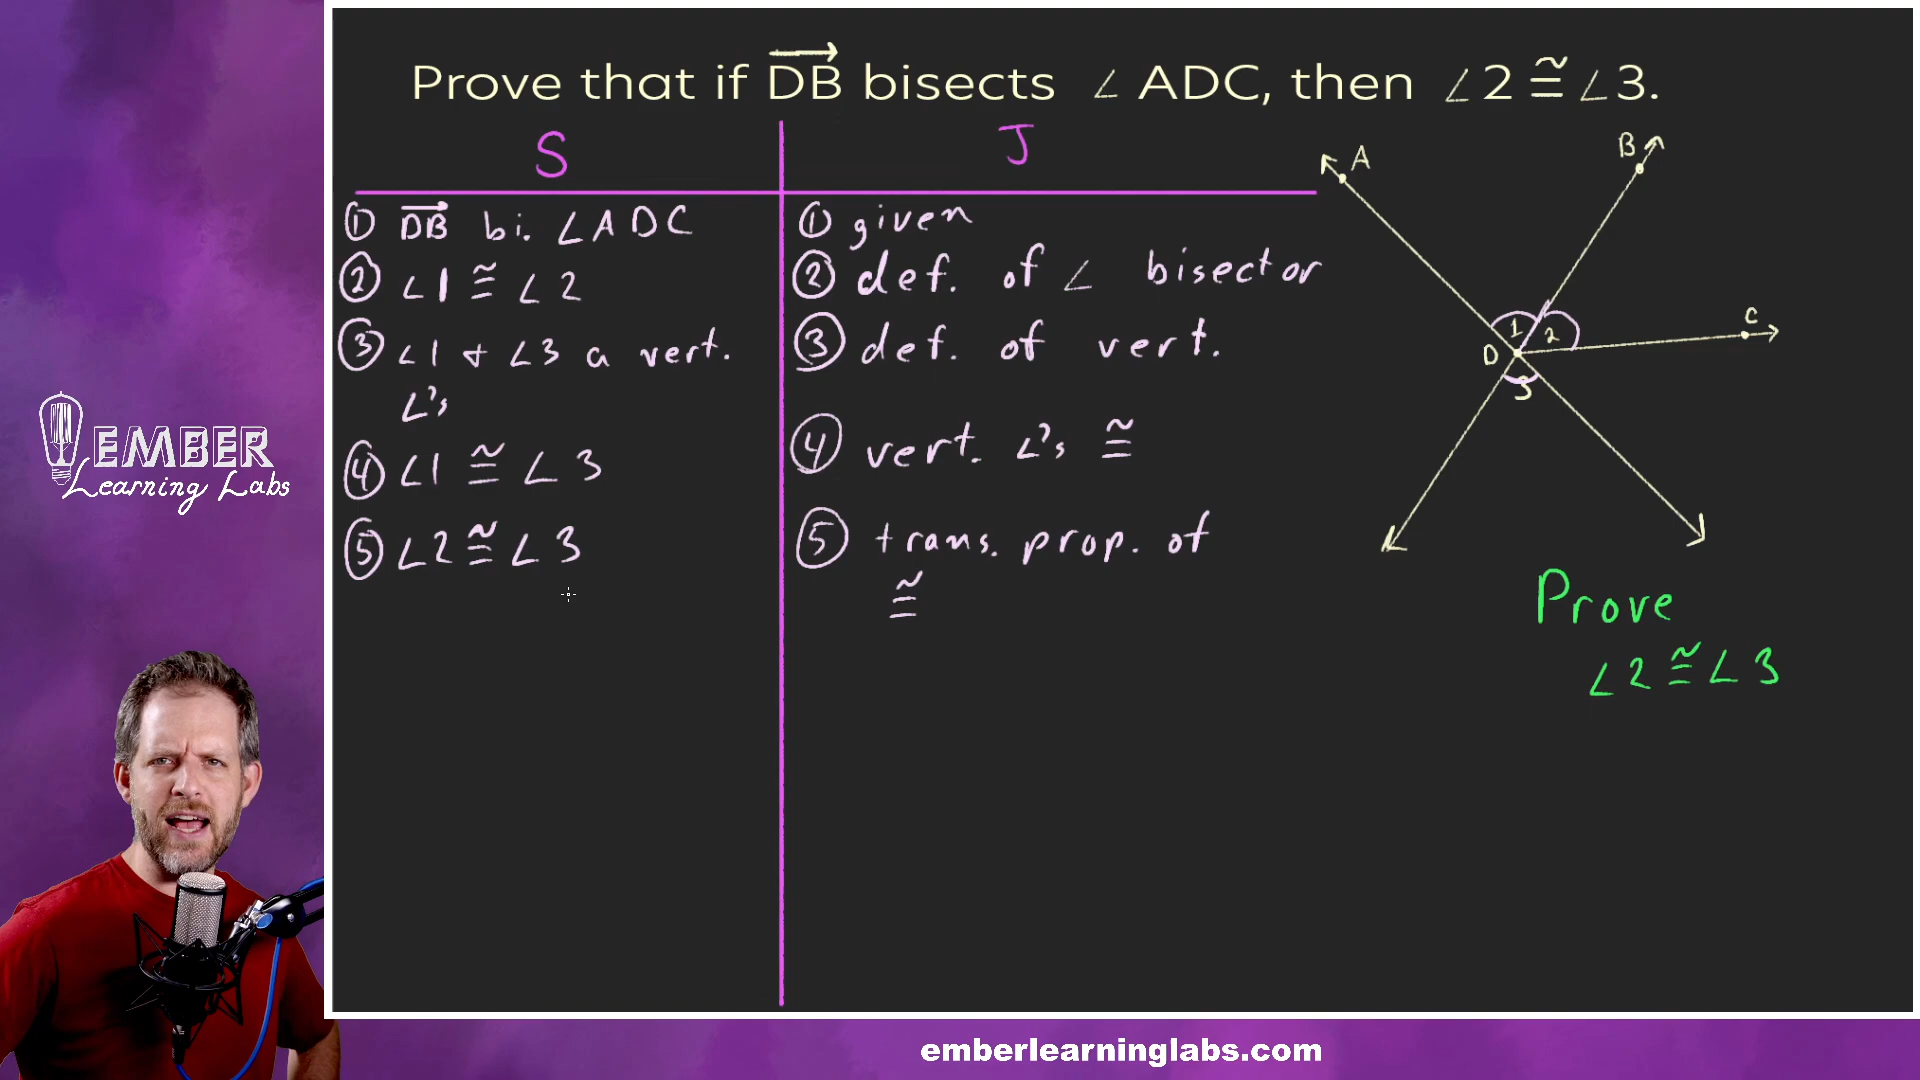 Prove that if DB bisects ∠ADC, then ∠2 ≅ ∠3.
S
J
① DB bi. ∠ADC
① given
② ∠1 ≅ ∠2
② def. of ∠ bisector
③ ∠1 + ∠3 a vert.
∠'s
③ def. of vert.
④ ∠1 ≅ ∠3
④ vert. ∠'s ≅
⑤ ∠2 ≅ ∠3
⑤ trans. prop. of
≅
A
B
C
D
1
2
3
Prove
∠2 ≅ ∠3
EMBER
Learning Labs
emberlearninglabs.com